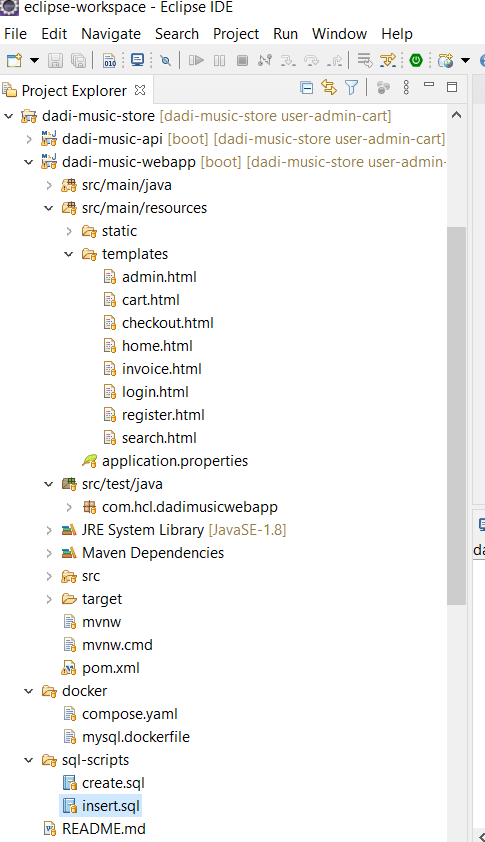 eclipse-workspace - Eclipse IDE
File Edit Navigate Search Project Run Window Help
Project Explorer
dadi-music-store [dadi-music-store user-admin-cart]
dadi-music-api [boot] [dadi-music-store user-admin-cart]
dadi-music-webapp [boot] [dadi-music-store user-admin-
src/main/java
src/main/resources
static
templates
admin.html
cart.html
checkout.html
home.html
invoice.html
login.html
register.html
search.html
application.properties
src/test/java
com.hcl.dadimusicwebapp
JRE System Library [JavaSE-1.8]
Maven Dependencies
src
target
mvnw
mvnw.cmd
pom.xml
docker
compose.yaml
mysql.dockerfile
sql-scripts
create.sql
insert.sql
README.md